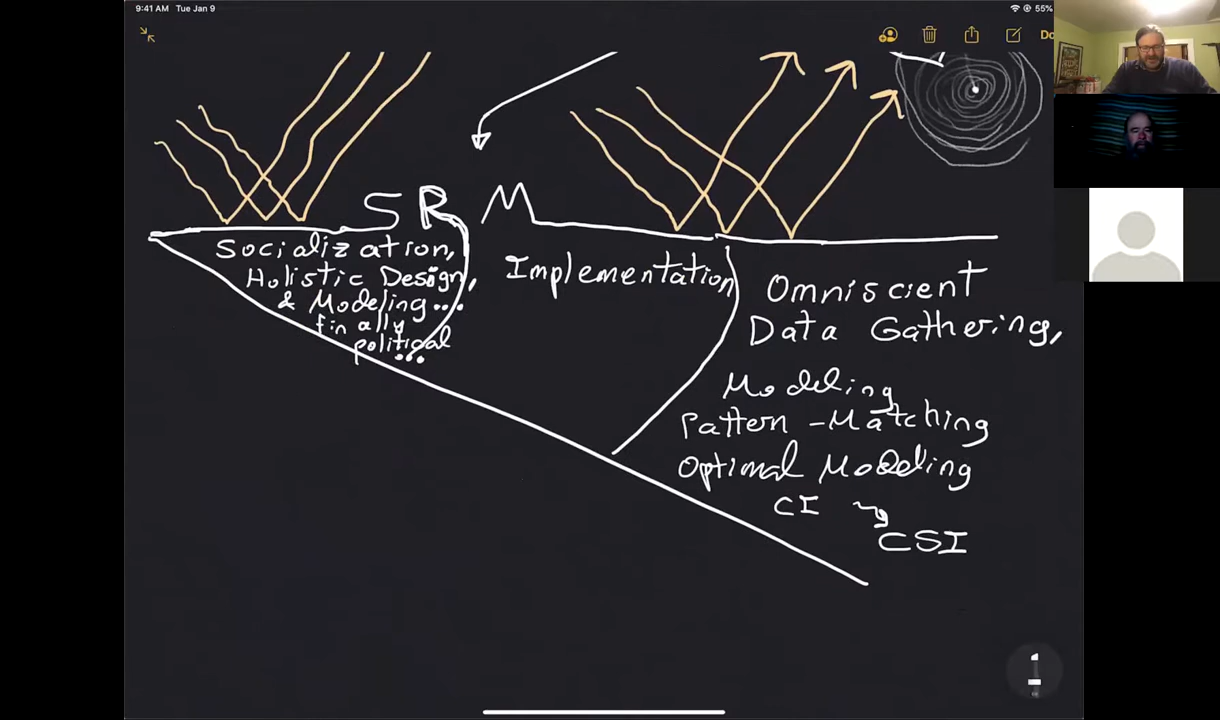 9:41 AM Tue Jan 9
55%
SRM
Socialization,
Holistic Design,
& Modeling...
finally
political
...
Implementation
Omniscient
Data Gathering,
Modeling
Pattern-Matching
Optimal Modeling
CI
CSI